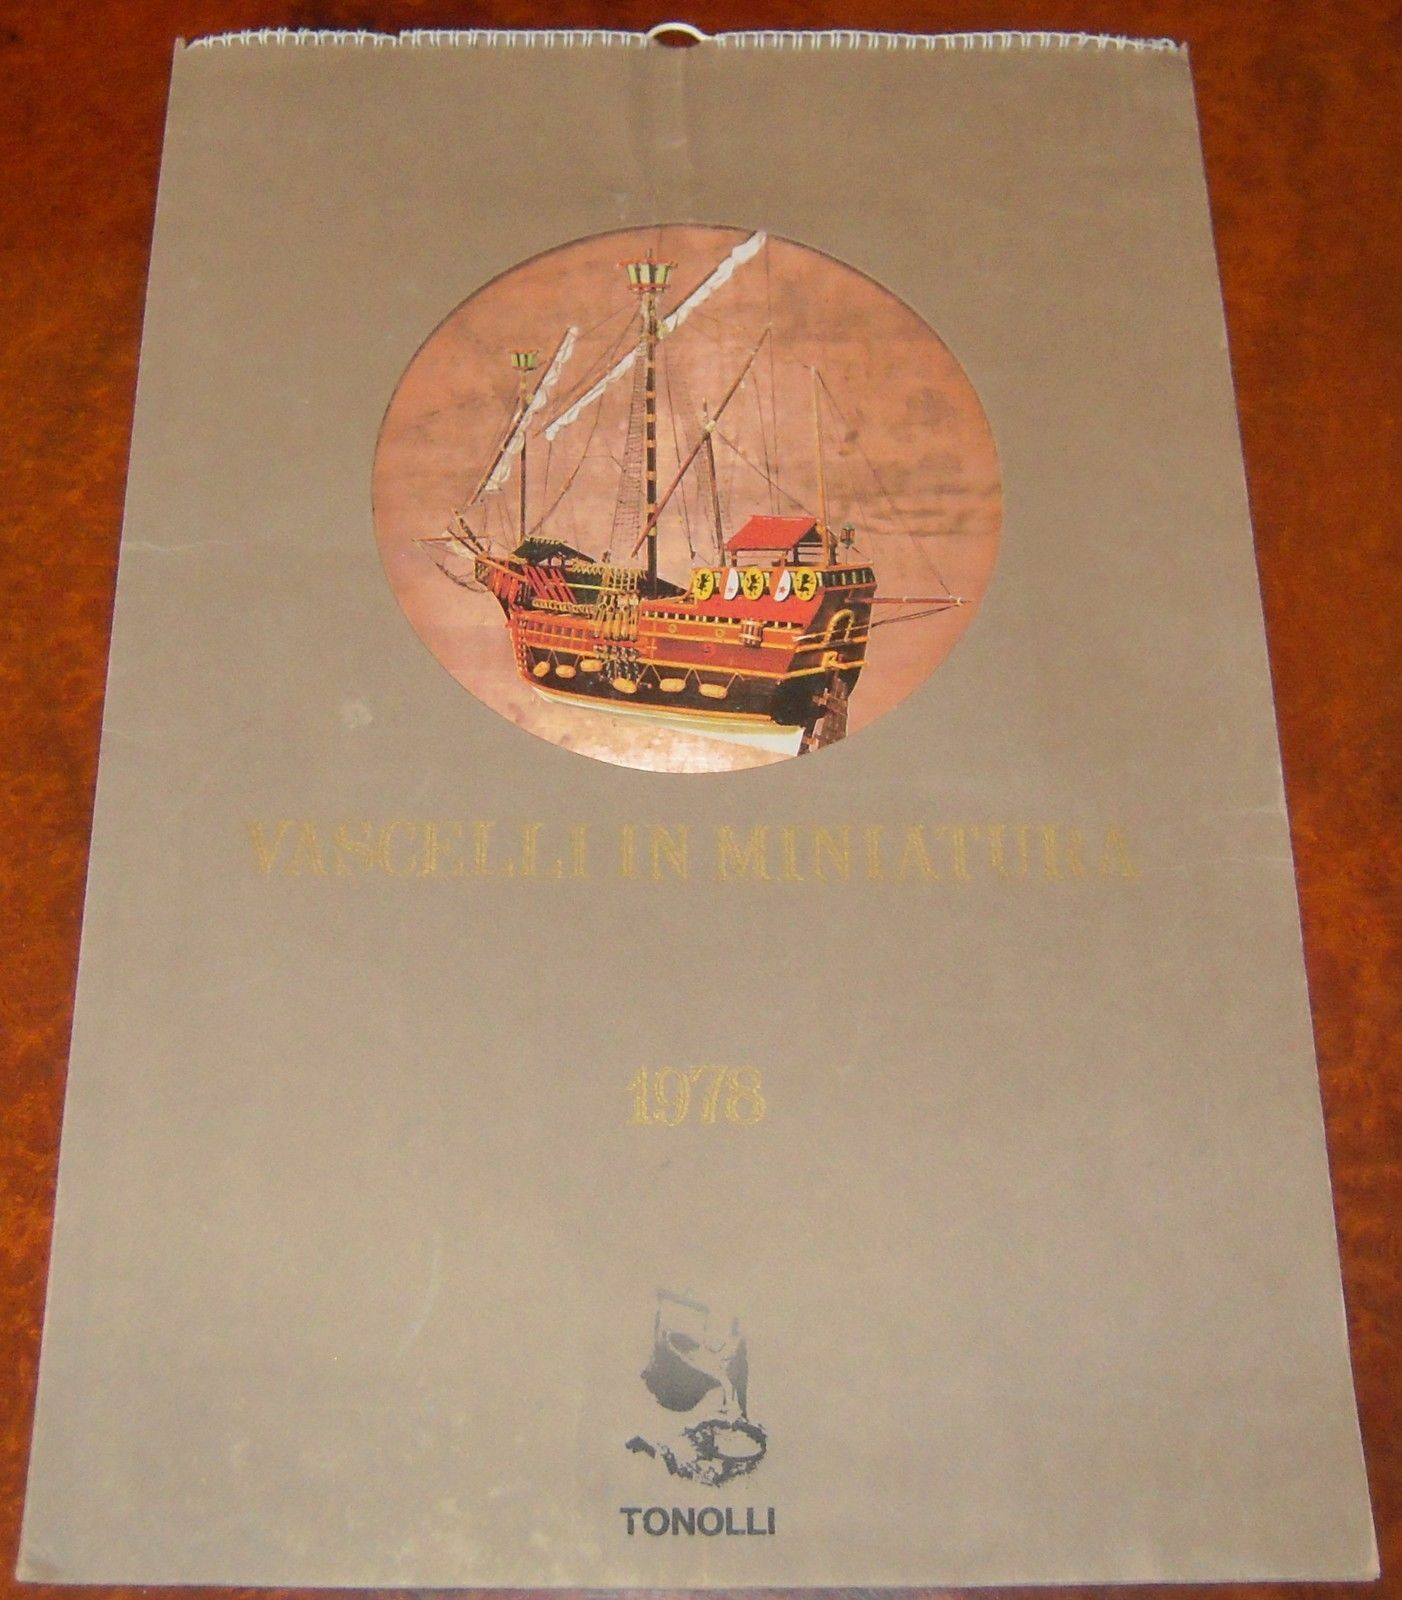 VASCELLI IN MINIATURA
1978
TONOLLI